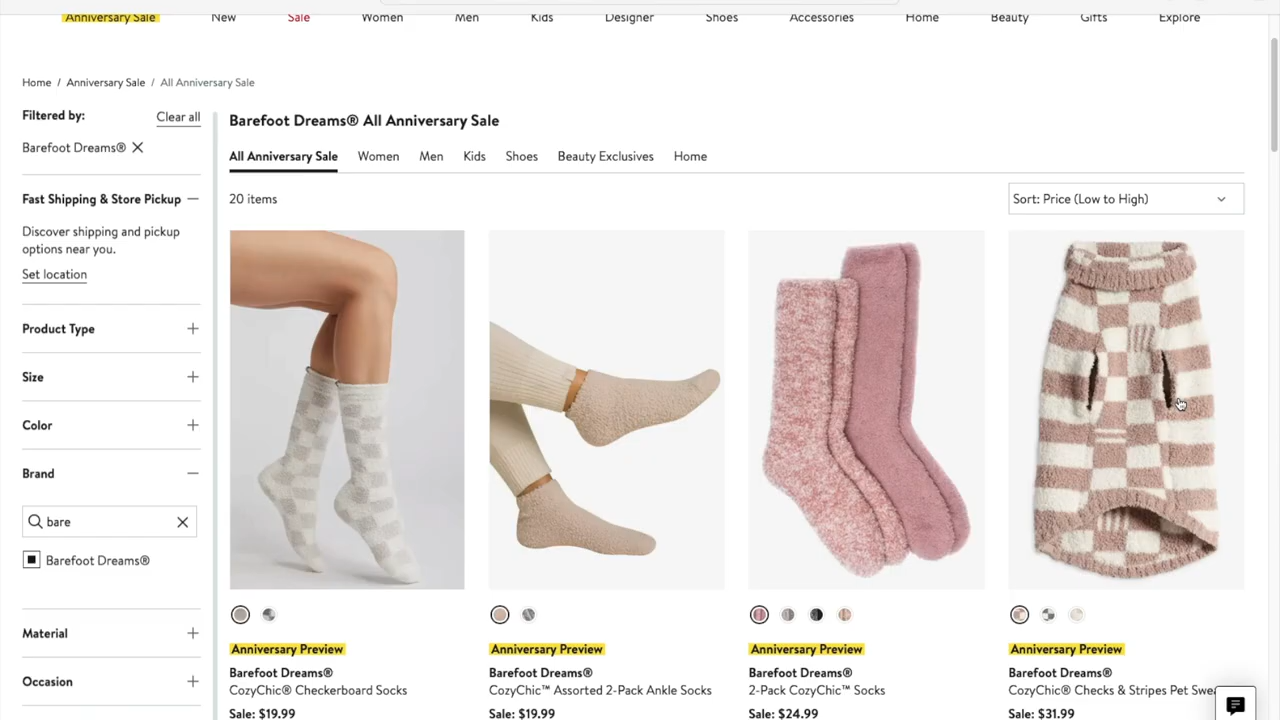 Anniversary Sale New Sale Women Men Kids Designer Shoes Accessories Home Beauty Gifts Explore
Home / Anniversary Sale / All Anniversary Sale
Filtered by: Clear all
Barefoot Dreams®
Fast Shipping & Store Pickup
Discover shipping and pickup
options near you.
Set location
Product Type
Size
Color
Brand
bare
Barefoot Dreams®
Material
Occasion
Barefoot Dreams® All Anniversary Sale
All Anniversary Sale Women Men Kids Shoes Beauty Exclusives Home
20 items
Sort: Price (Low to High)
Anniversary Preview
Barefoot Dreams®
CozyChic® Checkerboard Socks
Sale: $19.99
Anniversary Preview
Barefoot Dreams®
CozyChic™ Assorted 2-Pack Ankle Socks
Sale: $19.99
Anniversary Preview
Barefoot Dreams®
2-Pack CozyChic™ Socks
Sale: $24.99
Anniversary Preview
Barefoot Dreams®
CozyChic® Checks & Stripes Pet
Sale: $31.99